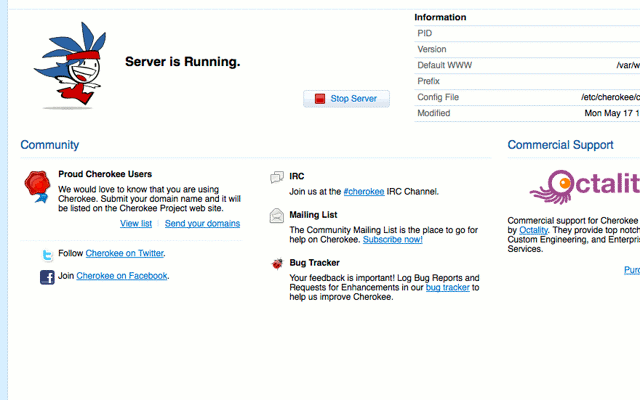 Server is Running.
Stop Server
Information
PID
Version
Default WWW
/var/w
Prefix
Config File
/etc/cherokee/c
Modified
Mon May 17 1
Community
Proud Cherokee Users
We would love to know that you are using
Cherokee. Submit your domain name and it will
be listed on the Cherokee Project web site.
View list
Send your domains
Follow Cherokee on Twitter.
Join Cherokee on Facebook.
IRC
Join us at the #cherokee IRC Channel.
Mailing List
The Community Mailing List is the place to go for
help on Cherokee. Subscribe now!
Bug Tracker
Your feedback is important! Log Bug Reports and
Requests for Enhancements in our bug tracker to
help us improve Cherokee.
Commercial Support
Octality
Commercial support for Cherokee
by Octality. They provide top notch
Custom Engineering, and Enterpris
Services.
Purc